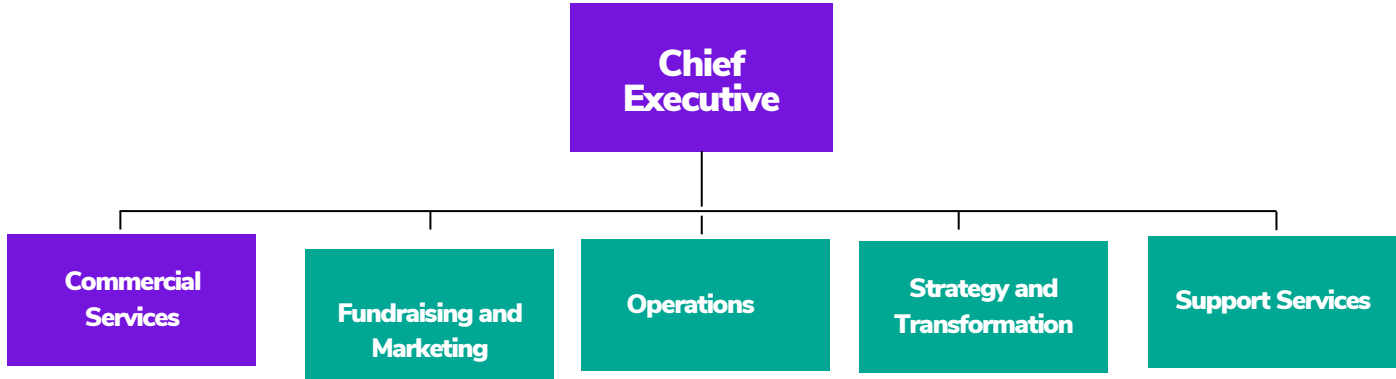 Chief
Executive
Commercial
Services
Fundraising and
Marketing
Operations
Strategy and
Transformation
Support Services